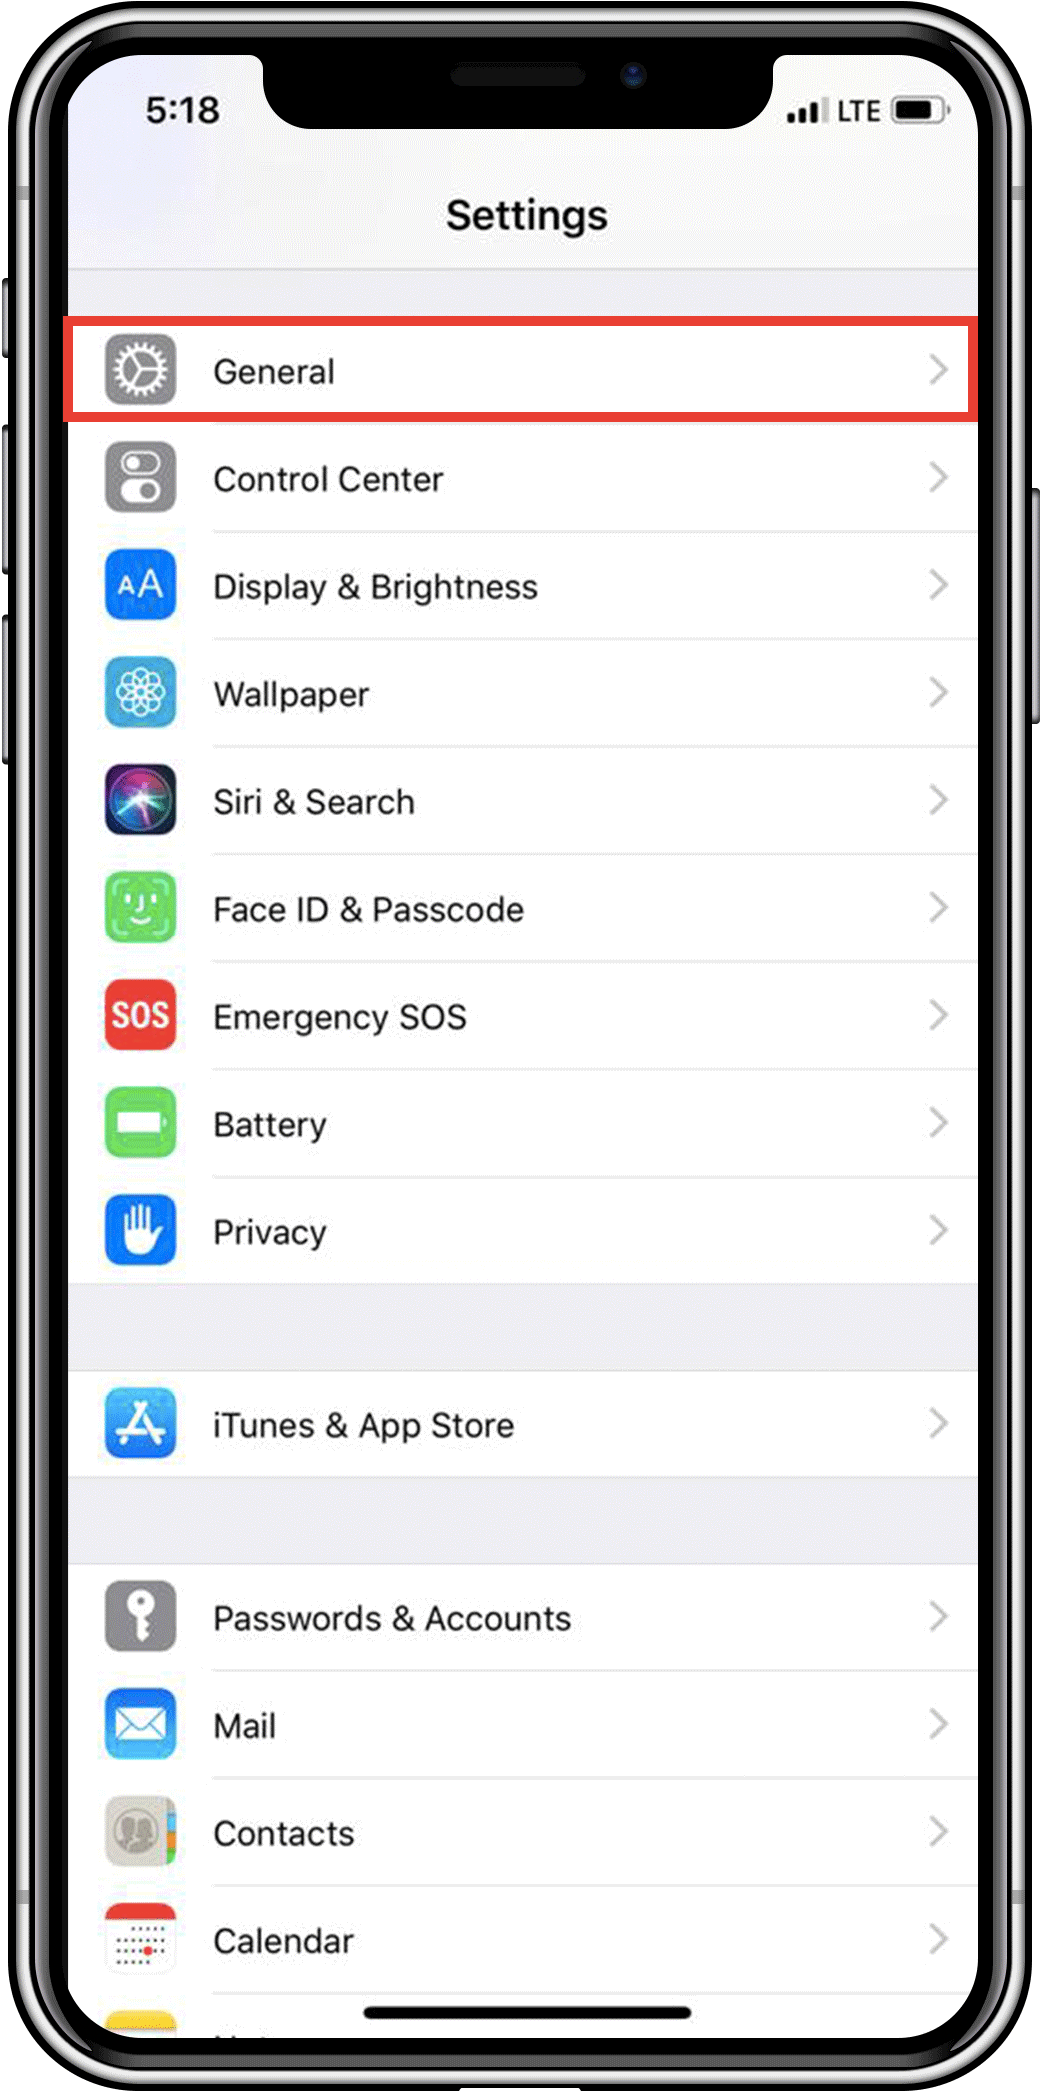 5:18
LTE
Settings
General
Control Center
AA
Display & Brightness
Wallpaper
Siri & Search
Face ID & Passcode
SOS
Emergency SOS
Battery
Privacy
iTunes & App Store
Passwords & Accounts
Mail
Contacts
Calendar